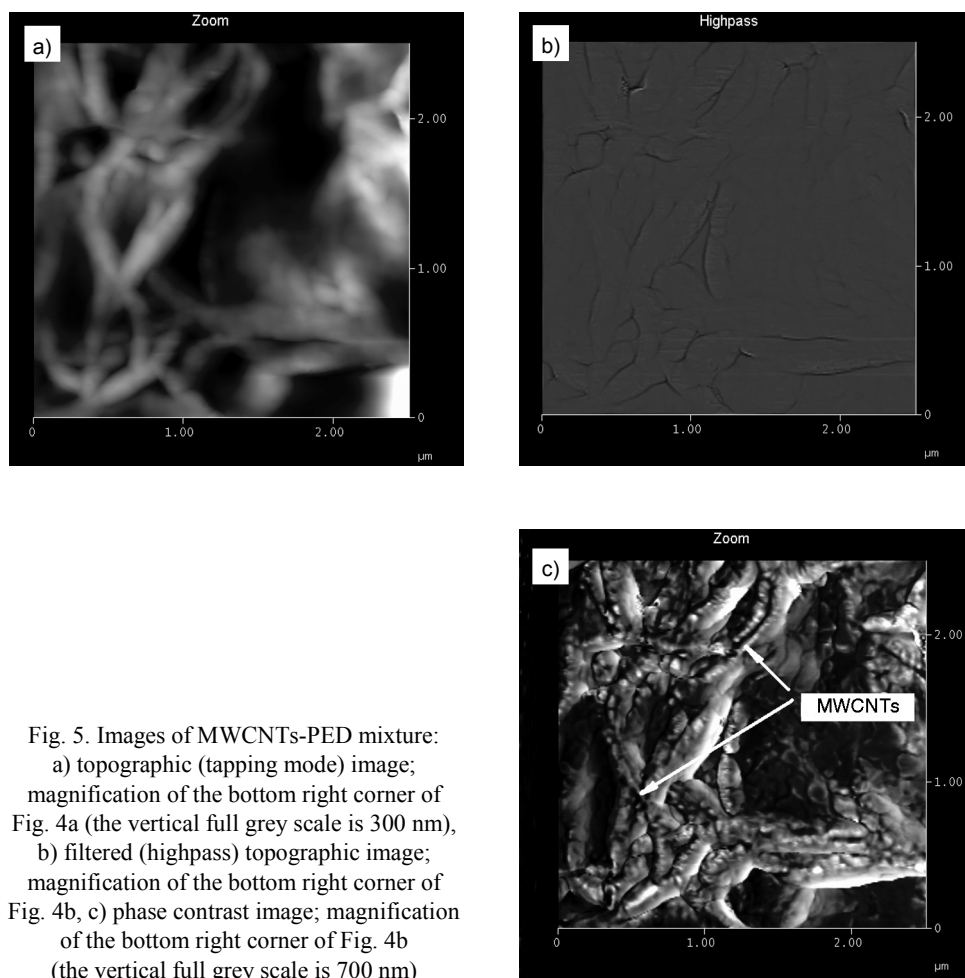 Zoom
a)
2.00
1.00
0
0 1.00 2.00
µm
Highpass
b)
2.00
1.00
0
0 1.00 2.00
µm
Zoom
c)
2.00
MWCNTs
1.00
0
0 1.00 2.00
µm
Fig. 5. Images of MWCNTs-PED mixture:
a) topographic (tapping mode) image;
magnification of the bottom right corner of
Fig. 4a (the vertical full grey scale is 300 nm),
b) filtered (highpass) topographic image;
magnification of the bottom right corner of
Fig. 4b, c) phase contrast image; magnification
of the bottom right corner of Fig. 4b
(the vertical full grey scale is 700 nm)